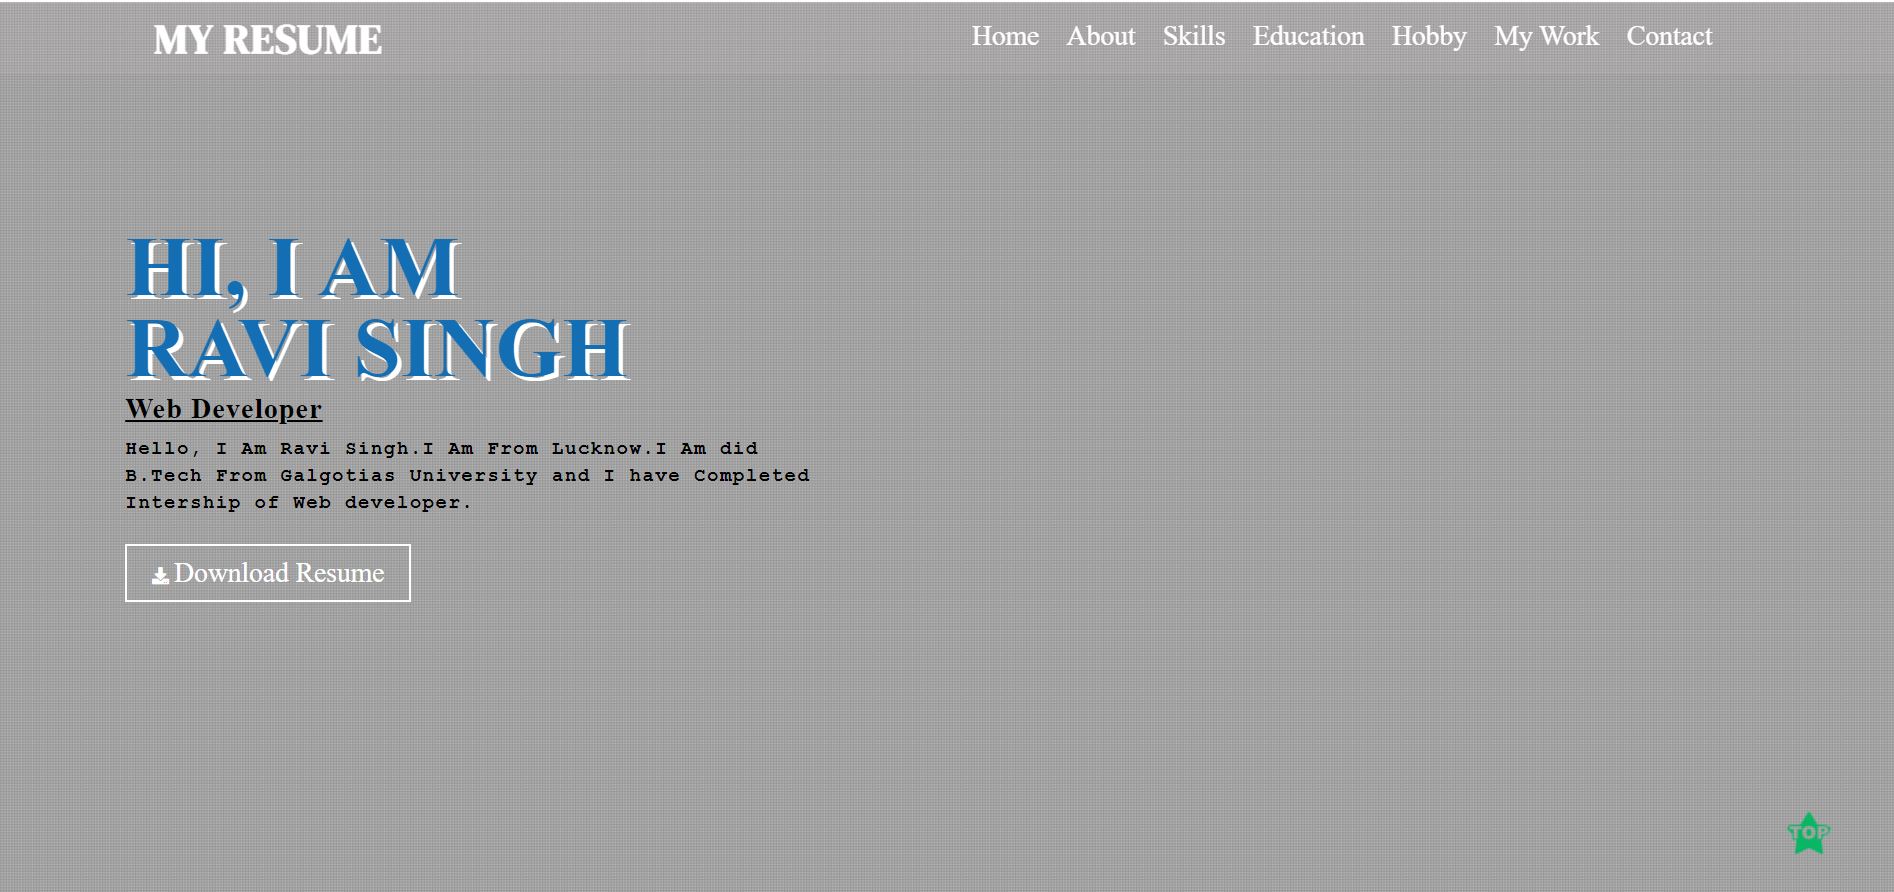 MY RESUME
Home About Skills Education Hobby My Work Contact
HI, I AM
RAVI SINGH
Web Developer
Hello, I Am Ravi Singh.I Am From Lucknow.I Am did
B.Tech From Galgotias University and I have Completed
Intership of Web developer.
Download Resume
TOP